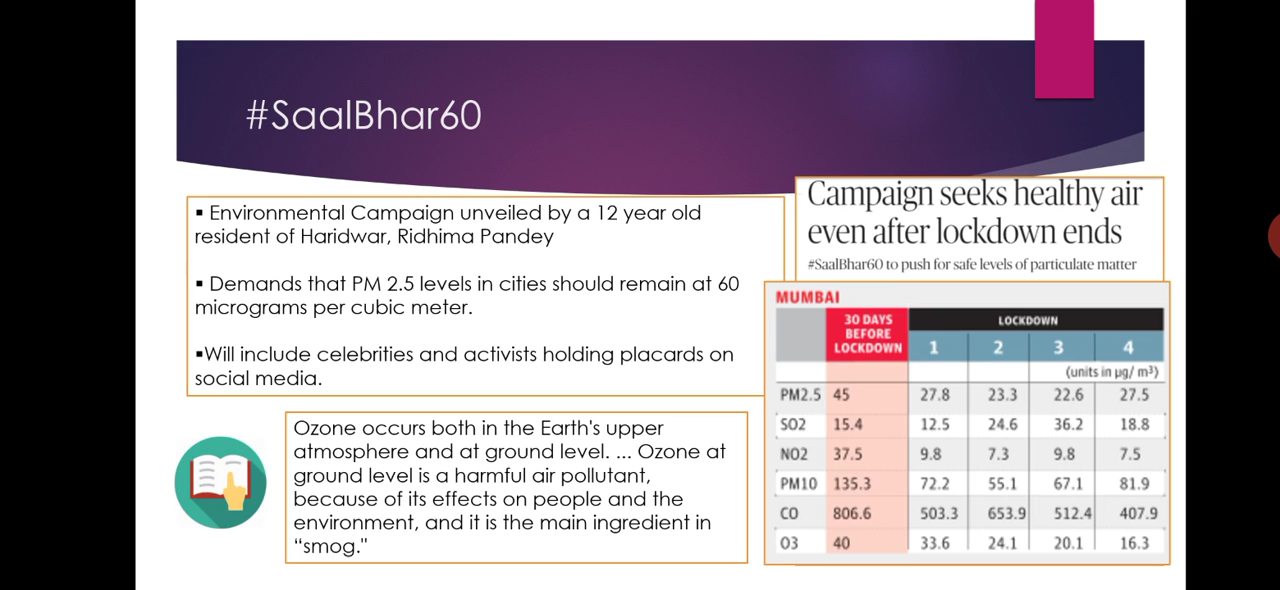 #SaalBhar60
▪ Environmental Campaign unveiled by a 12 year old
resident of Haridwar, Ridhima Pandey
▪ Demands that PM 2.5 levels in cities should remain at 60
micrograms per cubic meter.
▪Will include celebrities and activists holding placards on
social media.
Ozone occurs both in the Earth's upper
atmosphere and at ground level. ... Ozone at
ground level is a harmful air pollutant,
because of its effects on people and the
environment, and it is the main ingredient in
“smog."
Campaign seeks healthy air
even after lockdown ends
#SaalBhar60 to push for safe levels of particulate matter
MUMBAI
30 DAYS BEFORE LOCKDOWN LOCKDOWN
1 2 3 4
(units in µg/ m³)
PM2.5 45 27.8 23.3 22.6 27.5
SO2 15.4 12.5 24.6 36.2 18.8
NO2 37.5 9.8 7.3 9.8 7.5
PM10 135.3 72.2 55.1 67.1 81.9
CO 806.6 503.3 653.9 512.4 407.9
O3 40 33.6 24.1 20.1 16.3